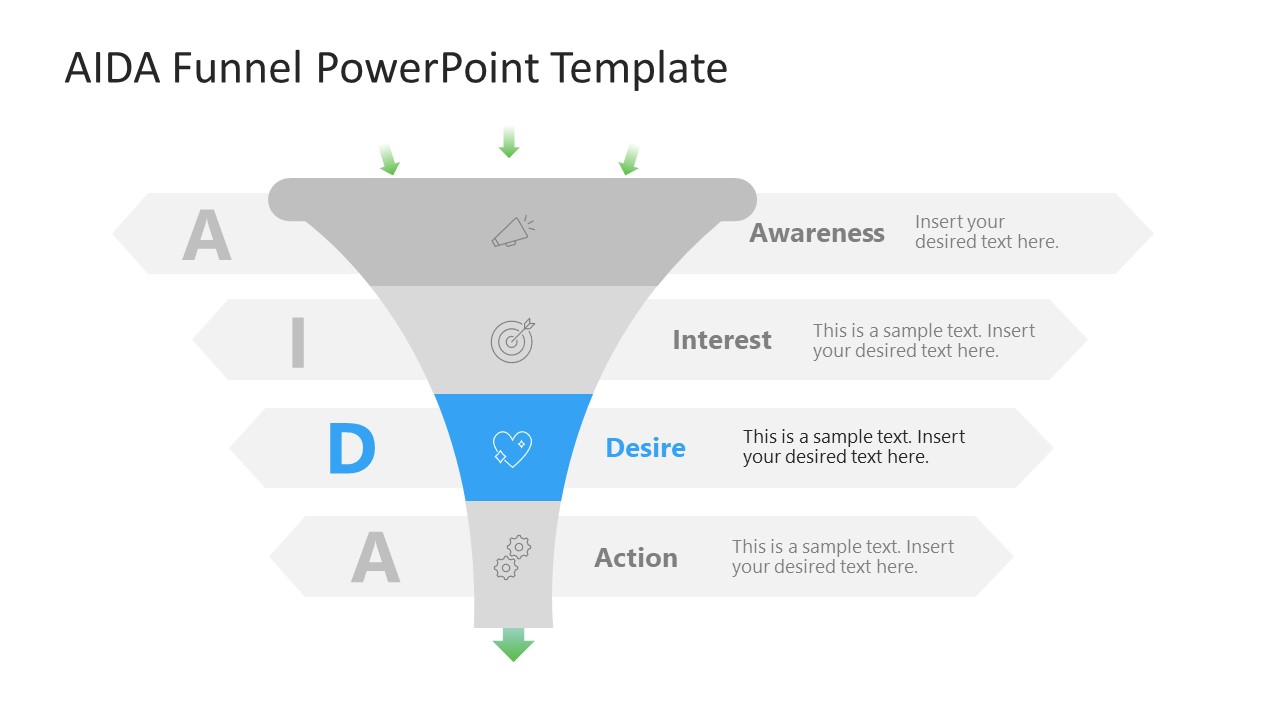 AIDA Funnel PowerPoint Template
A
Awareness
Insert your
desired text here.
I
Interest
This is a sample text. Insert
your desired text here.
D
Desire
This is a sample text. Insert
your desired text here.
A
Action
This is a sample text. Insert
your desired text here.